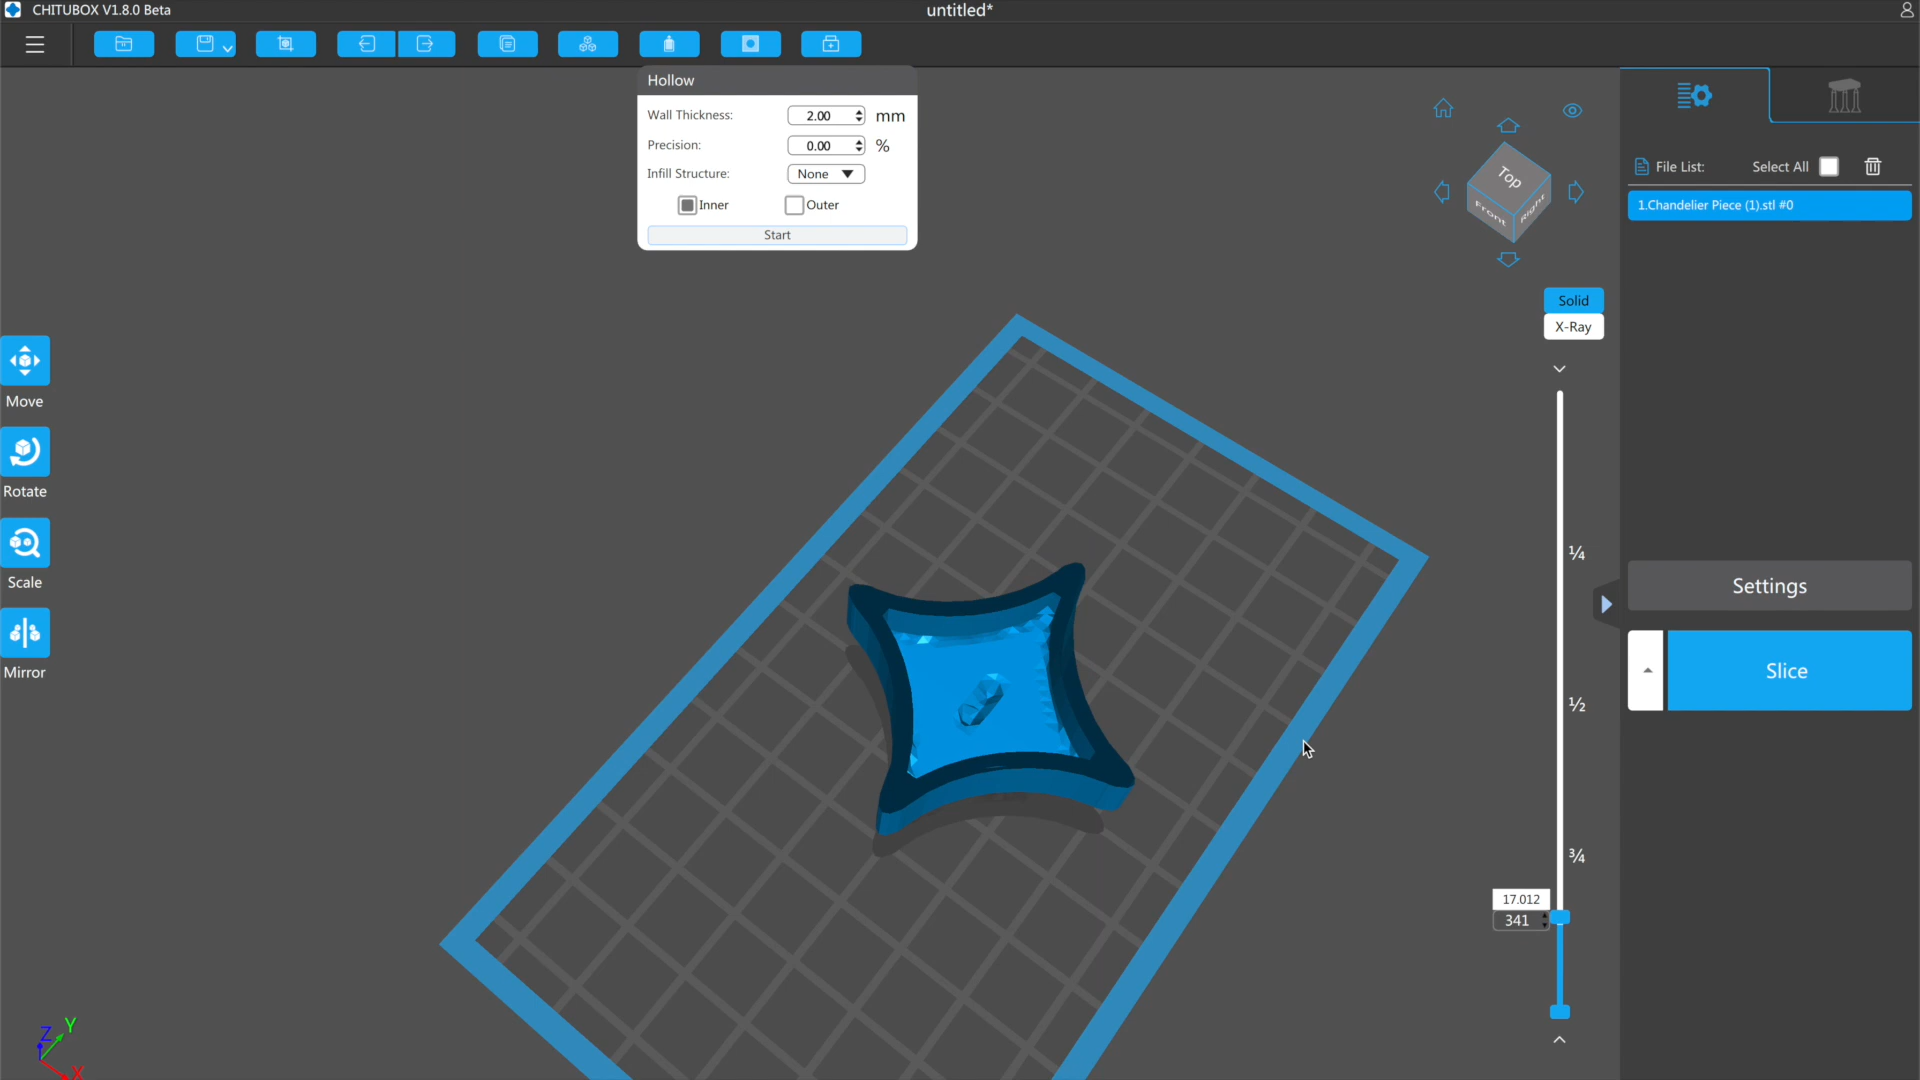 CHITUBOX V1.8.0 Beta
untitled*
Hollow
Wall Thickness: 2.00 mm
Precision: 0.00 %
Infill Structure: None
Inner Outer
Start
Top
Front Right
File List: Select All
1.Chandelier Piece (1).stl #0
Solid
X-Ray
Move
Rotate
Scale
Mirror
¼
½
¾
17.012
341
Settings
Slice
Z Y
X